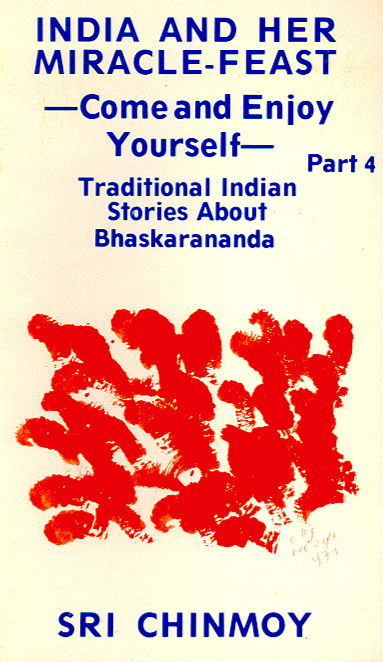 INDIA AND HER
MIRACLE-FEAST
—Come and Enjoy
Yourself—
Part 4
Traditional Indian
Stories About
Bhaskarananda
SRI CHINMOY